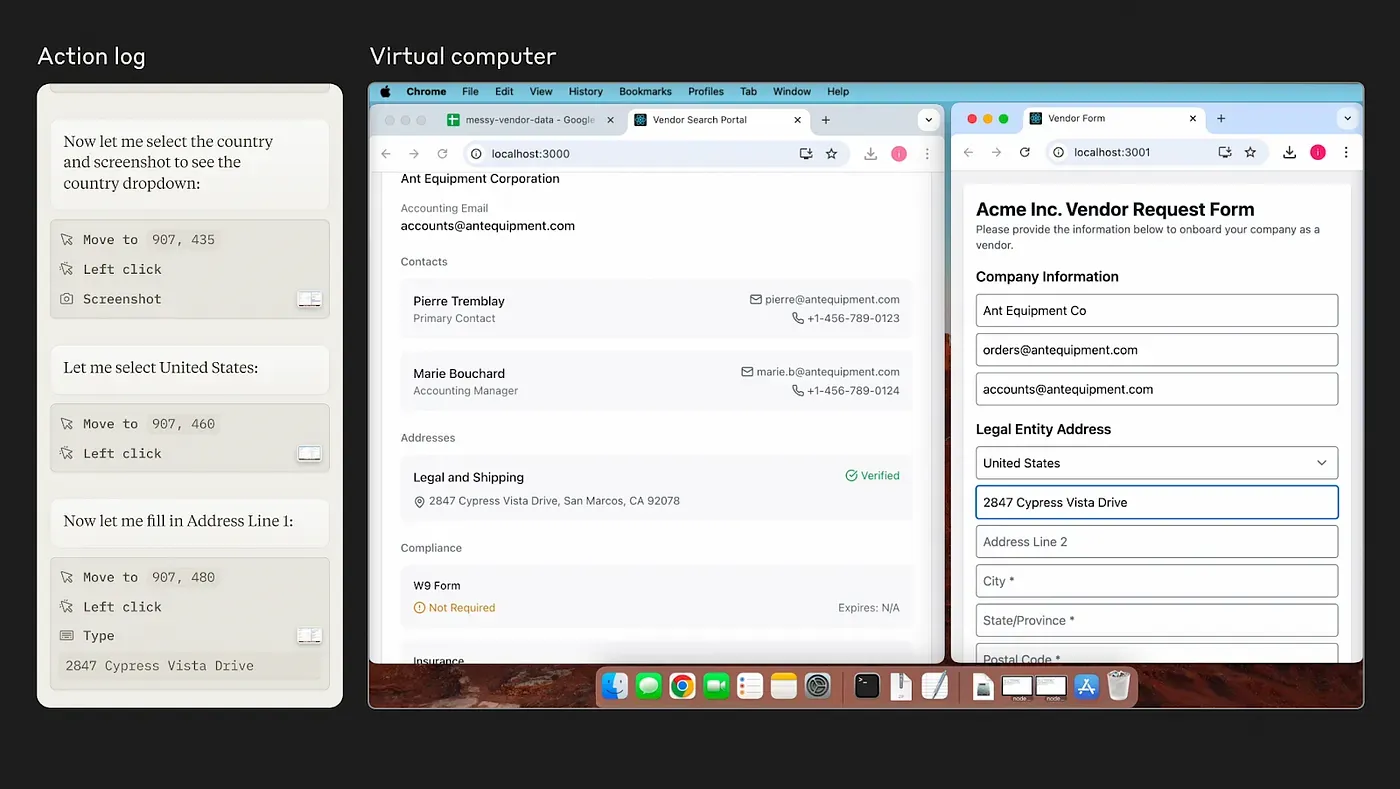 Action log
Now let me select the country
and screenshot to see the
country dropdown:
Move to 907, 435
Left click
Screenshot
Let me select United States:
Move to 907, 460
Left click
Now let me fill in Address Line 1:
Move to 907, 480
Left click
Type
2847 Cypress Vista Drive
Virtual computer
Chrome File Edit View History Bookmarks Profiles Tab Window Help
messy-vendor-data - Google
Vendor Search Portal
localhost:3000
Ant Equipment Corporation
Accounting Email
accounts@antequipment.com
Contacts
Pierre Tremblay
Primary Contact
pierre@antequipment.com
+1-456-789-0123
Marie Bouchard
Accounting Manager
marie.b@antequipment.com
+1-456-789-0124
Addresses
Legal and Shipping
Verified
2847 Cypress Vista Drive, San Marcos, CA 92078
Compliance
W9 Form
Not Required
Expires: N/A
Insurance
Vendor Form
localhost:3001
Acme Inc. Vendor Request Form
Please provide the information below to onboard your company as a
vendor.
Company Information
Ant Equipment Co
orders@antequipment.com
accounts@antequipment.com
Legal Entity Address
United States
2847 Cypress Vista Drive
Address Line 2
City *
State/Province *
Postal Code *
node
node